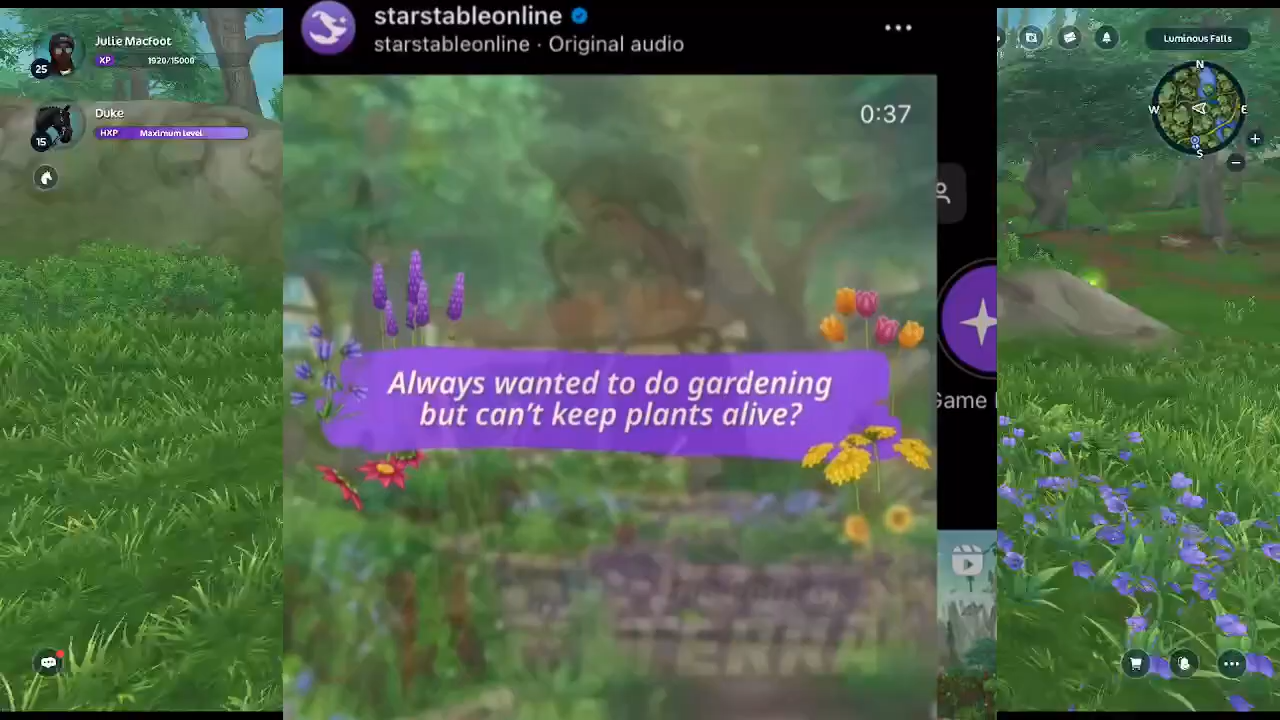 Julie Macfoot
XP 1920/15000
25
Duke
HXP Maximum level
15
starstableonline
starstableonline · Original audio
0:37
Always wanted to do gardening
but can't keep plants alive?
Game
Luminous Falls
N
W E
S